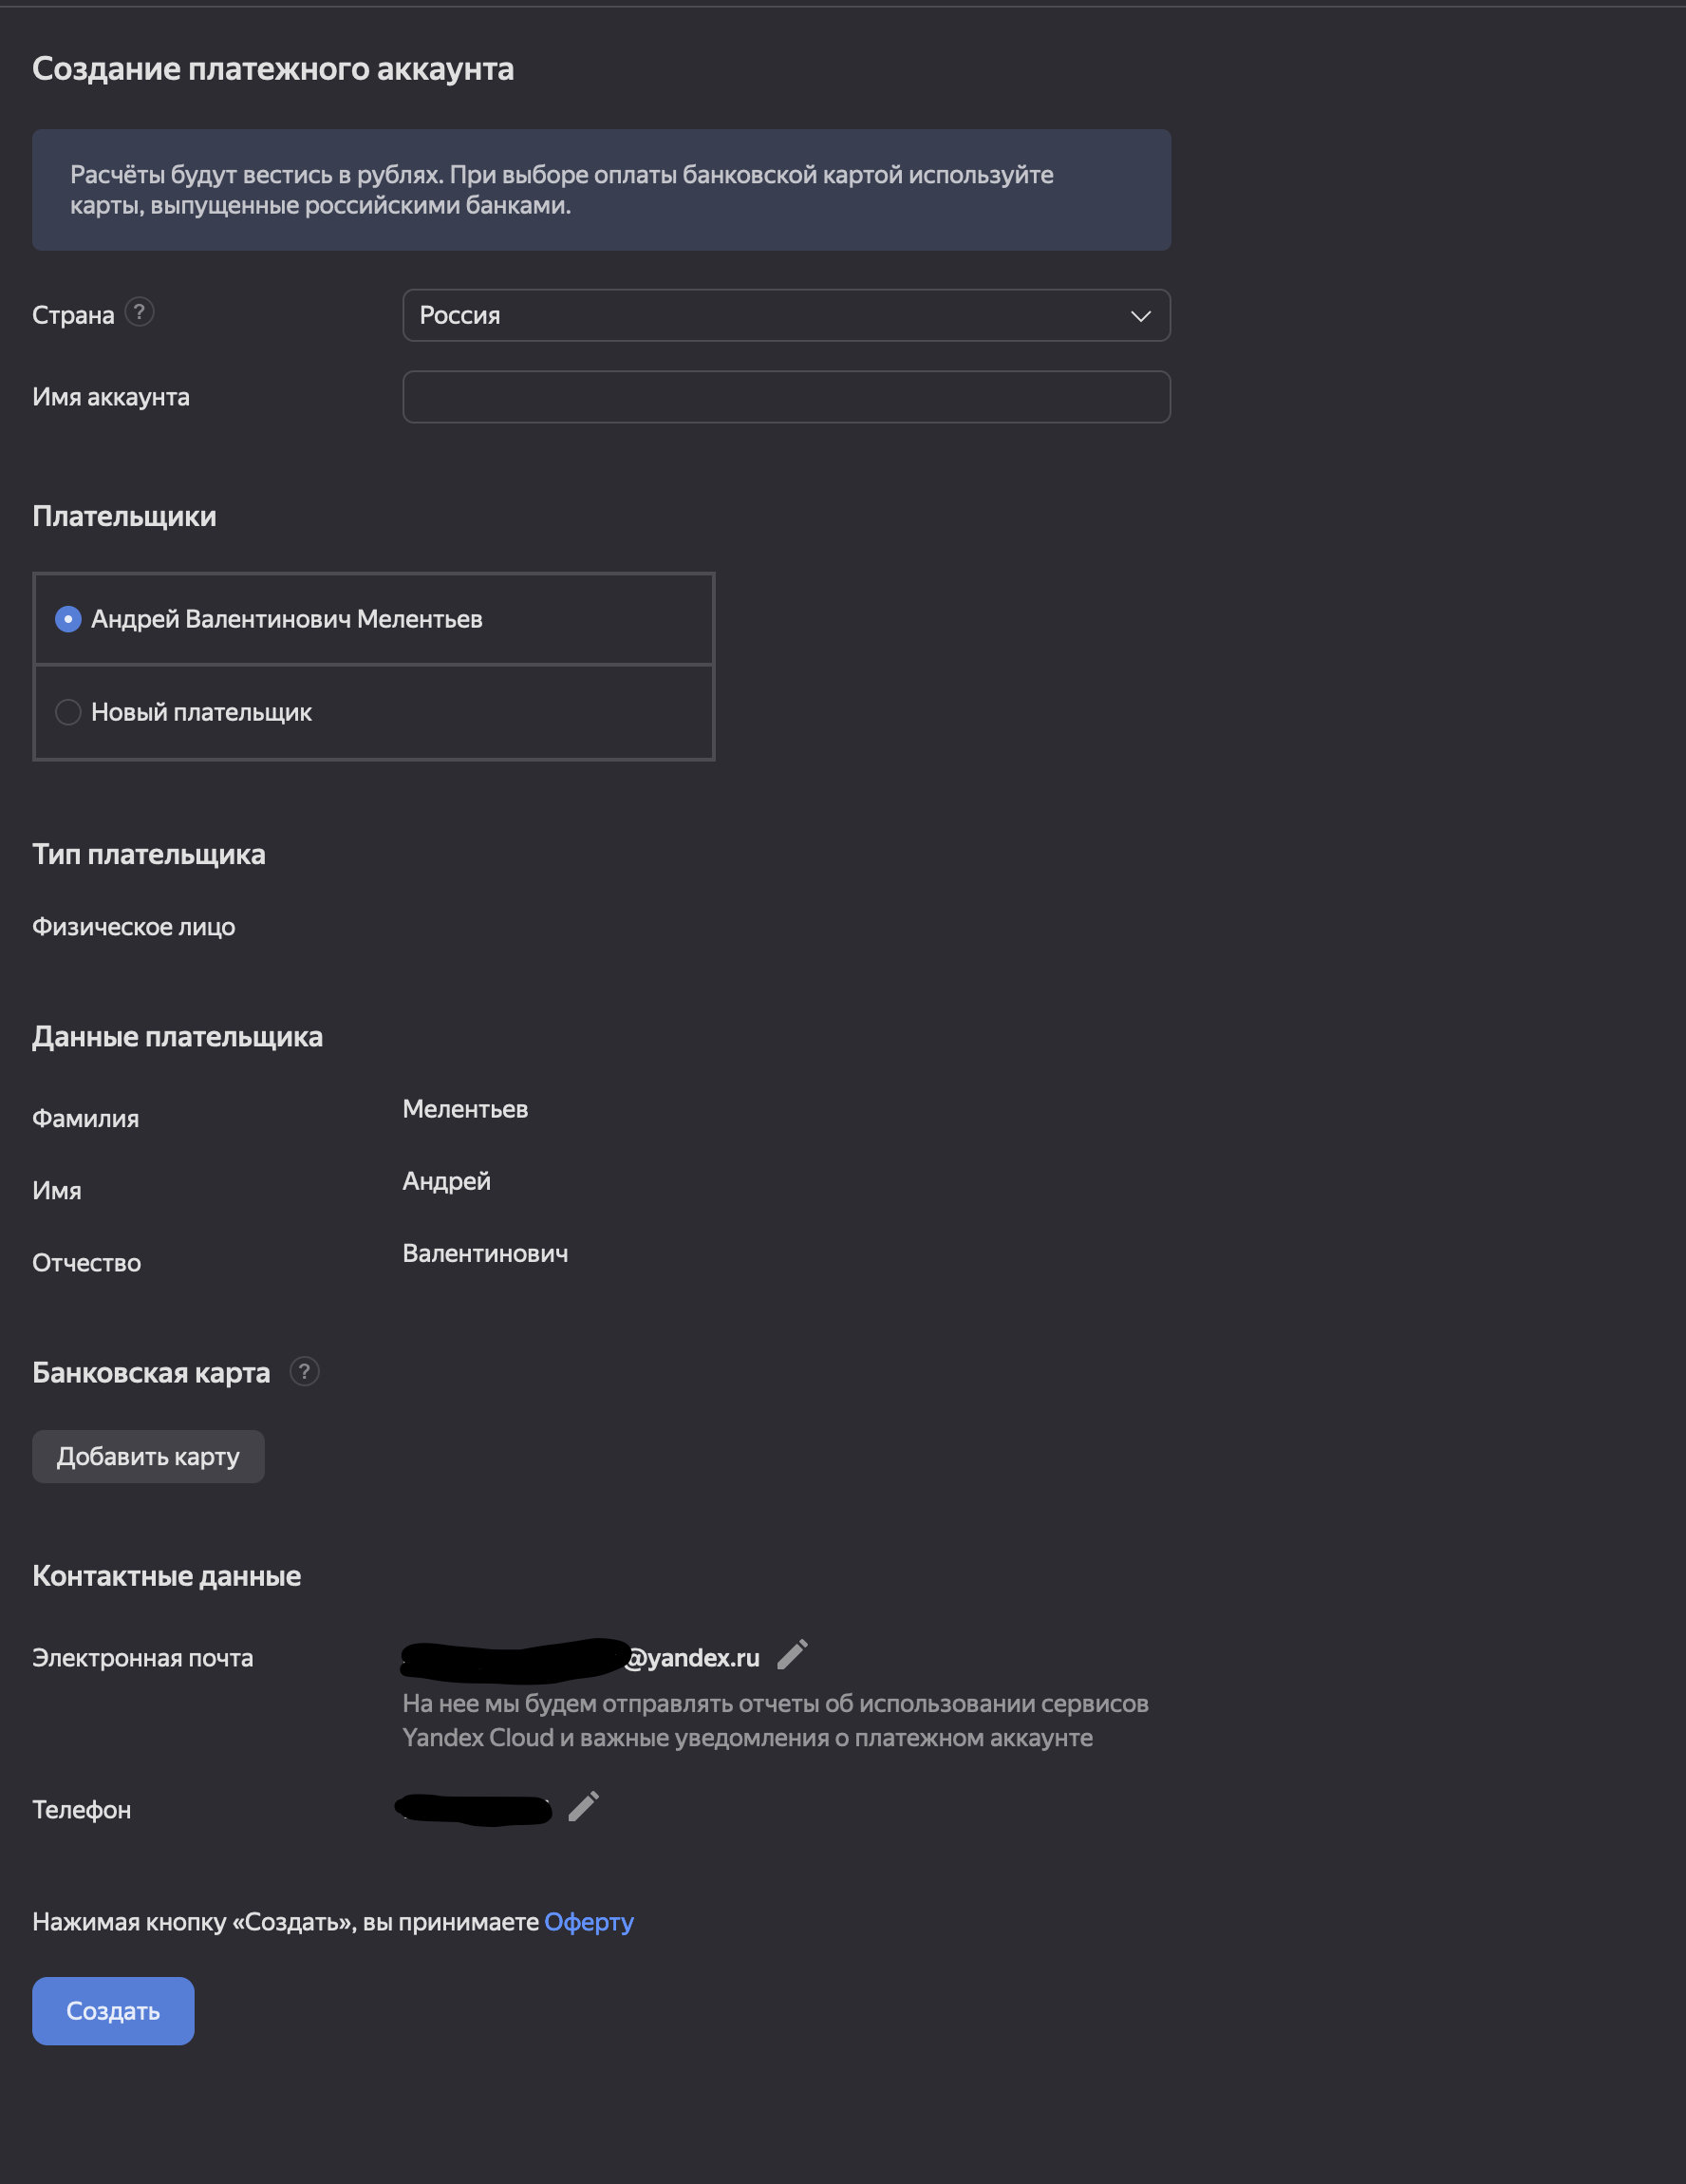 Создание платежного аккаунта
Расчёты будут вестись в рублях. При выборе оплаты банковской картой используйте
карты, выпущенные российскими банками.
Страна ?
Россия
Имя аккаунта
Плательщики
Андрей Валентинович Мелентьев
Новый плательщик
Тип плательщика
Физическое лицо
Данные плательщика
Фамилия
Мелентьев
Имя
Андрей
Отчество
Валентинович
Банковская карта ?
Добавить карту
Контактные данные
Электронная почта
@yandex.ru
На нее мы будем отправлять отчеты об использовании сервисов
Yandex Cloud и важные уведомления о платежном аккаунте
Телефон
Нажимая кнопку «Создать», вы принимаете Оферту
Создать